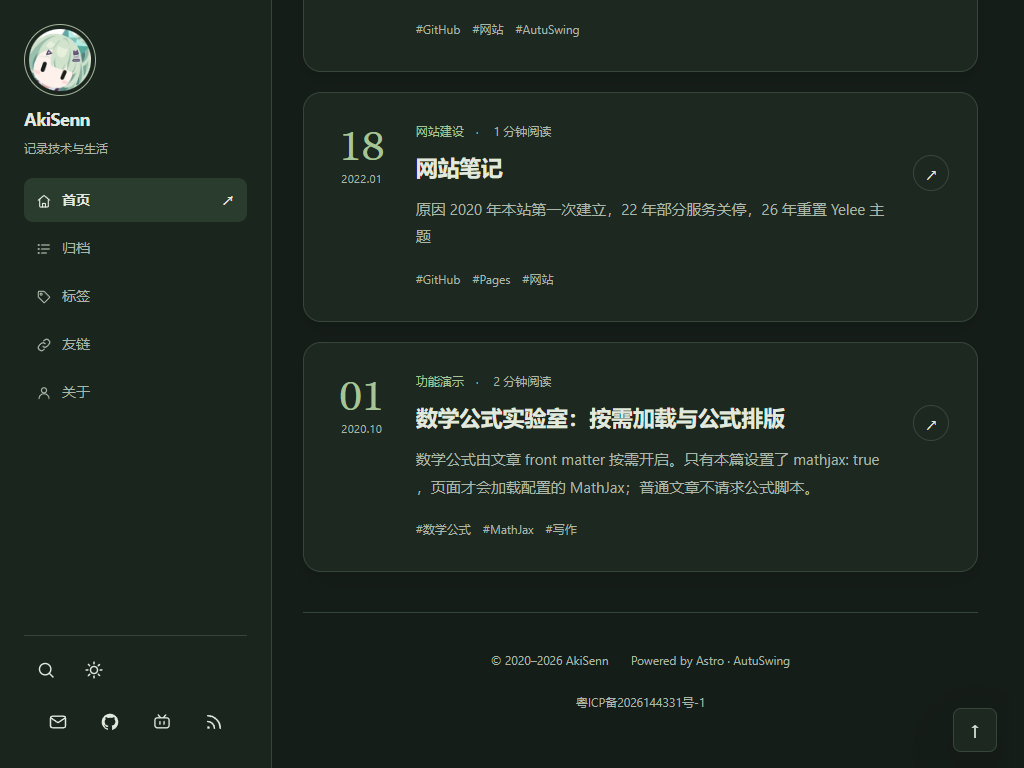 AkiSenn
记录技术与生活
首页
归档
标签
友链
关于
#GitHub #网站 #AutuSwing
18
2022.01
网站建设 · 1 分钟阅读
网站笔记
原因 2020 年本站第一次建立，22 年部分服务关停，26 年重置 Yelee 主
题
#GitHub #Pages #网站
01
2020.10
功能演示 · 2 分钟阅读
数学公式实验室：按需加载与公式排版
数学公式由文章 front matter 按需开启。只有本篇设置了 mathjax: true
，页面才会加载配置的 MathJax；普通文章不请求公式脚本。
#数学公式 #MathJax #写作
© 2020–2026 AkiSenn Powered by Astro · AutuSwing
粤ICP备2026144331号-1